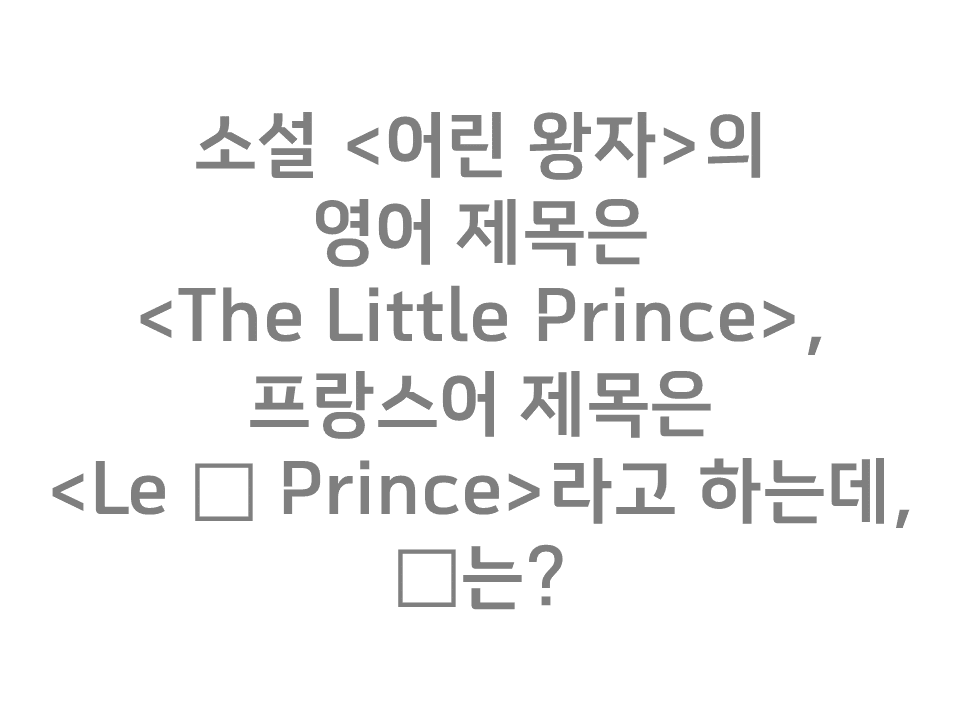 소설 <어린 왕자>의
영어 제목은
<The Little Prince>,
프랑스어 제목은
<Le □ Prince>라고 하는데,
□는?